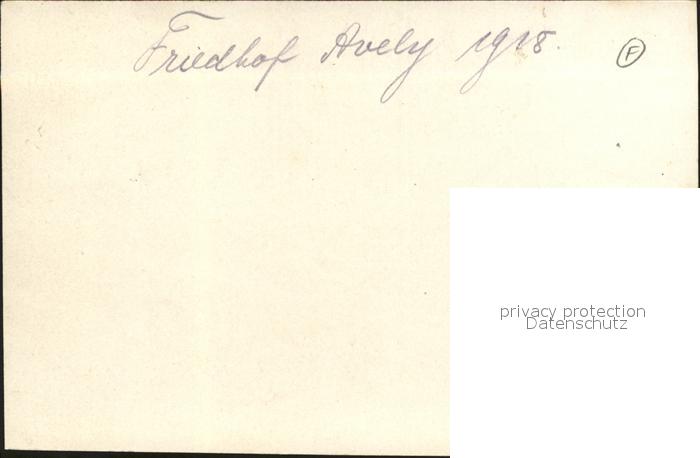 Friedhof Avely 1918.
F
privacy protection
Datenschutz